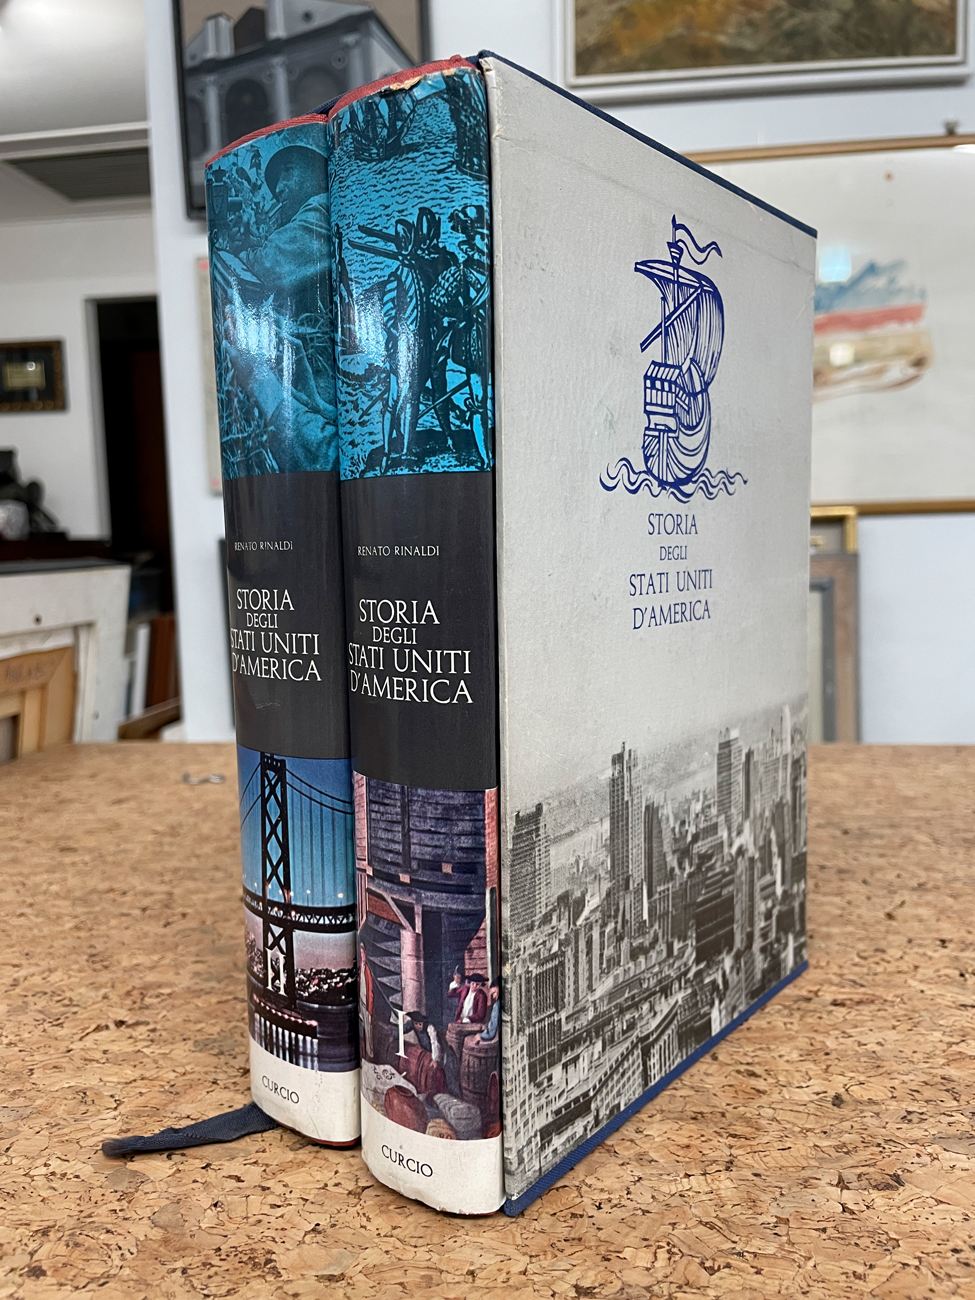 RENATO RINALDI
STORIA
DEGLI
STATI UNITI
D'AMERICA
II
CURCIO
RENATO RINALDI
STORIA
DEGLI
STATI UNITI
D'AMERICA
I
CURCIO
STORIA
DEGLI
STATI UNITI
D'AMERICA